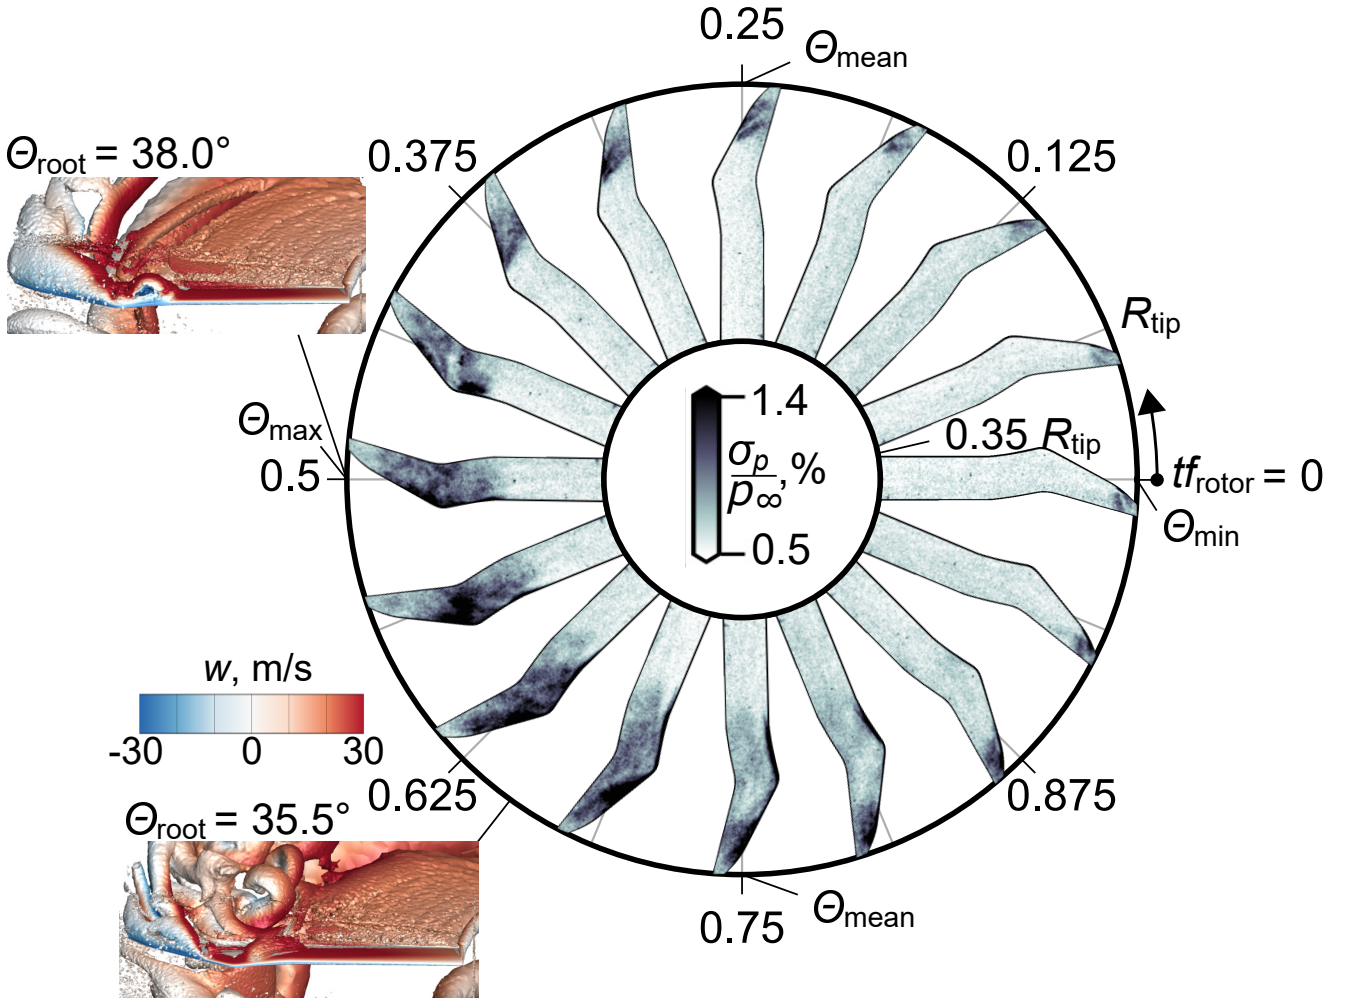 0.25
Θmean
Θroot = 38.0°
0.375
0.125
Rtip
1.4
Θmax
σp
p∞
, %
0.35 Rtip
0.5
tfrotor = 0
Θmin
0.5
w, m/s
-30 0 30
0.625
0.875
Θroot = 35.5°
Θmean
0.75